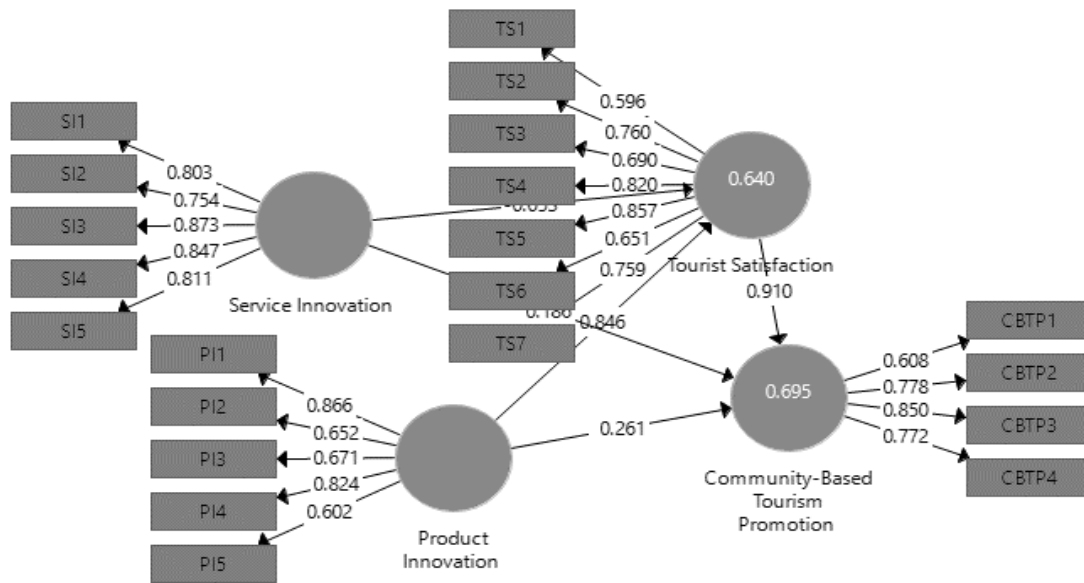 TS1
TS2
TS3
TS4
TS5
TS6
TS7
0.596
0.760
0.690
0.820
0.857
0.651
0.759
SI1
SI2
SI3
SI4
SI5
0.803
0.754
0.873
0.847
0.811
Service Innovation
0.640
Tourist Satisfaction
0.910
0.186
0.846
PI1
PI2
PI3
PI4
PI5
0.866
0.652
0.671
0.824
0.602
Product
Innovation
0.261
0.695
Community-Based
Tourism
Promotion
0.608
0.778
0.850
0.772
CBTP1
CBTP2
CBTP3
CBTP4